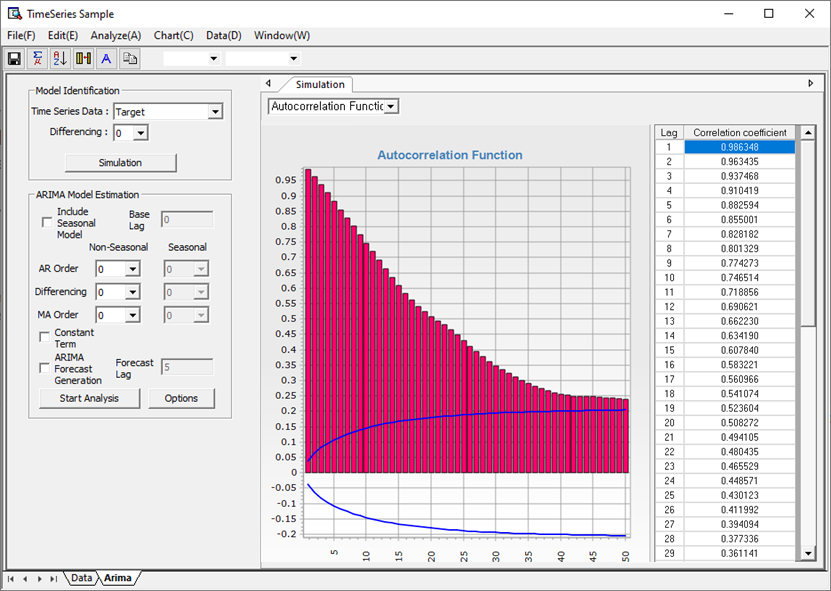 TimeSeries Sample
File(F) Edit(E) Analyze(A) Chart(C) Data(D) Window(W)
Model Identification
Time Series Data : Target
Differencing : 0
Simulation
ARIMA Model Estimation
Include Seasonal Model
Base Lag 0
Non-Seasonal Seasonal
AR Order 0 0
Differencing 0 0
MA Order 0 0
Constant Term
ARIMA Forecast Generation
Forecast Lag 5
Start Analysis Options
Simulation
Autocorrelation Functic
Autocorrelation Function
0.95
0.9
0.85
0.8
0.75
0.7
0.65
0.6
0.55
0.5
0.45
0.4
0.35
0.3
0.25
0.2
0.15
0.1
0.05
0
-0.05
-0.1
-0.15
-0.2
5 10 15 20 25 30 35 40 45 50
Lag Correlation coefficient
1 0.986348
2 0.963435
3 0.937468
4 0.910419
5 0.882594
6 0.855001
7 0.828182
8 0.801329
9 0.774273
10 0.746514
11 0.718856
12 0.690621
13 0.662230
14 0.634190
15 0.607840
16 0.583221
17 0.560966
18 0.541074
19 0.523604
20 0.508272
21 0.494105
22 0.480435
23 0.465529
24 0.448571
25 0.430123
26 0.411992
27 0.394094
28 0.377336
29 0.361141
Data Arima